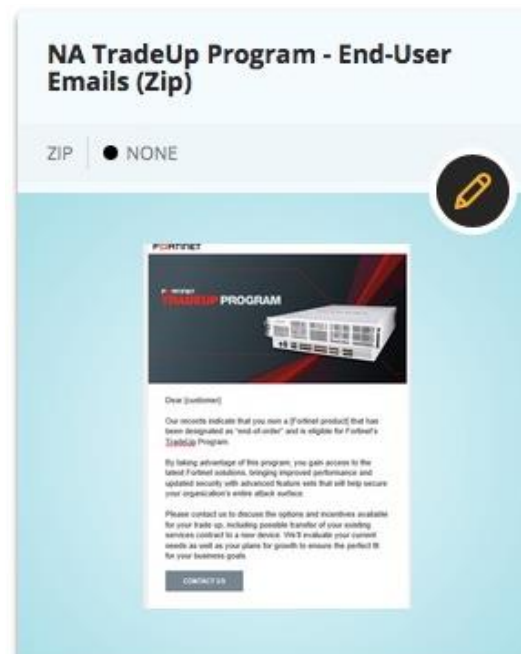 NA TradeUp Program - End-User
Emails (Zip)
ZIP
NONE
FORTINET
FORTINET
TRADEUP PROGRAM
Dear [customer]
Our records indicate that you own a [Fortinet product] that has
been designated as "end-of-order" and is eligible for Fortinet's
TradeUp Program.
By taking advantage of this program, you gain access to the
latest Fortinet solutions, bringing improved performance and
updated security with advanced feature sets that will help secure
your organization's entire attack surface.
Please contact us to discuss the options and incentives available
for your trade up, including possible transfer of your existing
services contract to a new device. We'll evaluate your current
needs as well as your plans for growth to ensure the perfect fit
for your business goals.
CONTACT US